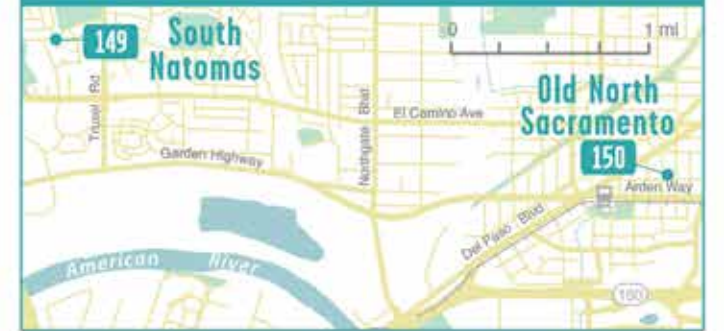 149
South
Natomas
0 1 mi
Old North
Sacramento
150
Truxel Rd
El Camino Ave
Northgate Blvd
Garden Highway
Arden Way
Del Paso Blvd
American River
160